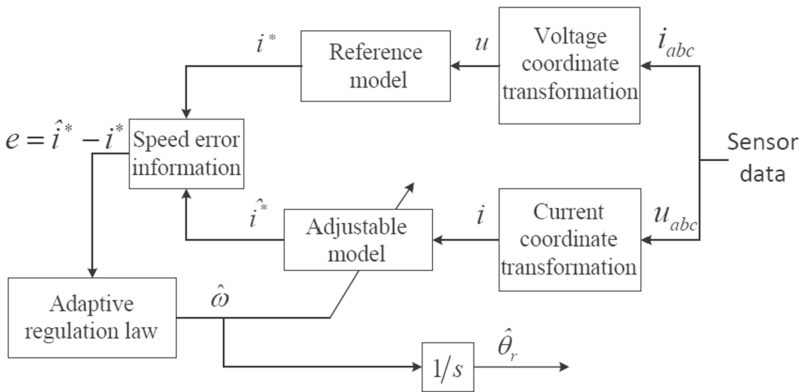 i*
Reference
model
u
Voltage
coordinate
transformation
i_abc
e = î* − i*
Speed error
information
Sensor
data
î*
Adjustable
model
i
Current
coordinate
transformation
u_abc
Adaptive
regulation law
ω̂
1/s
θ̂_r